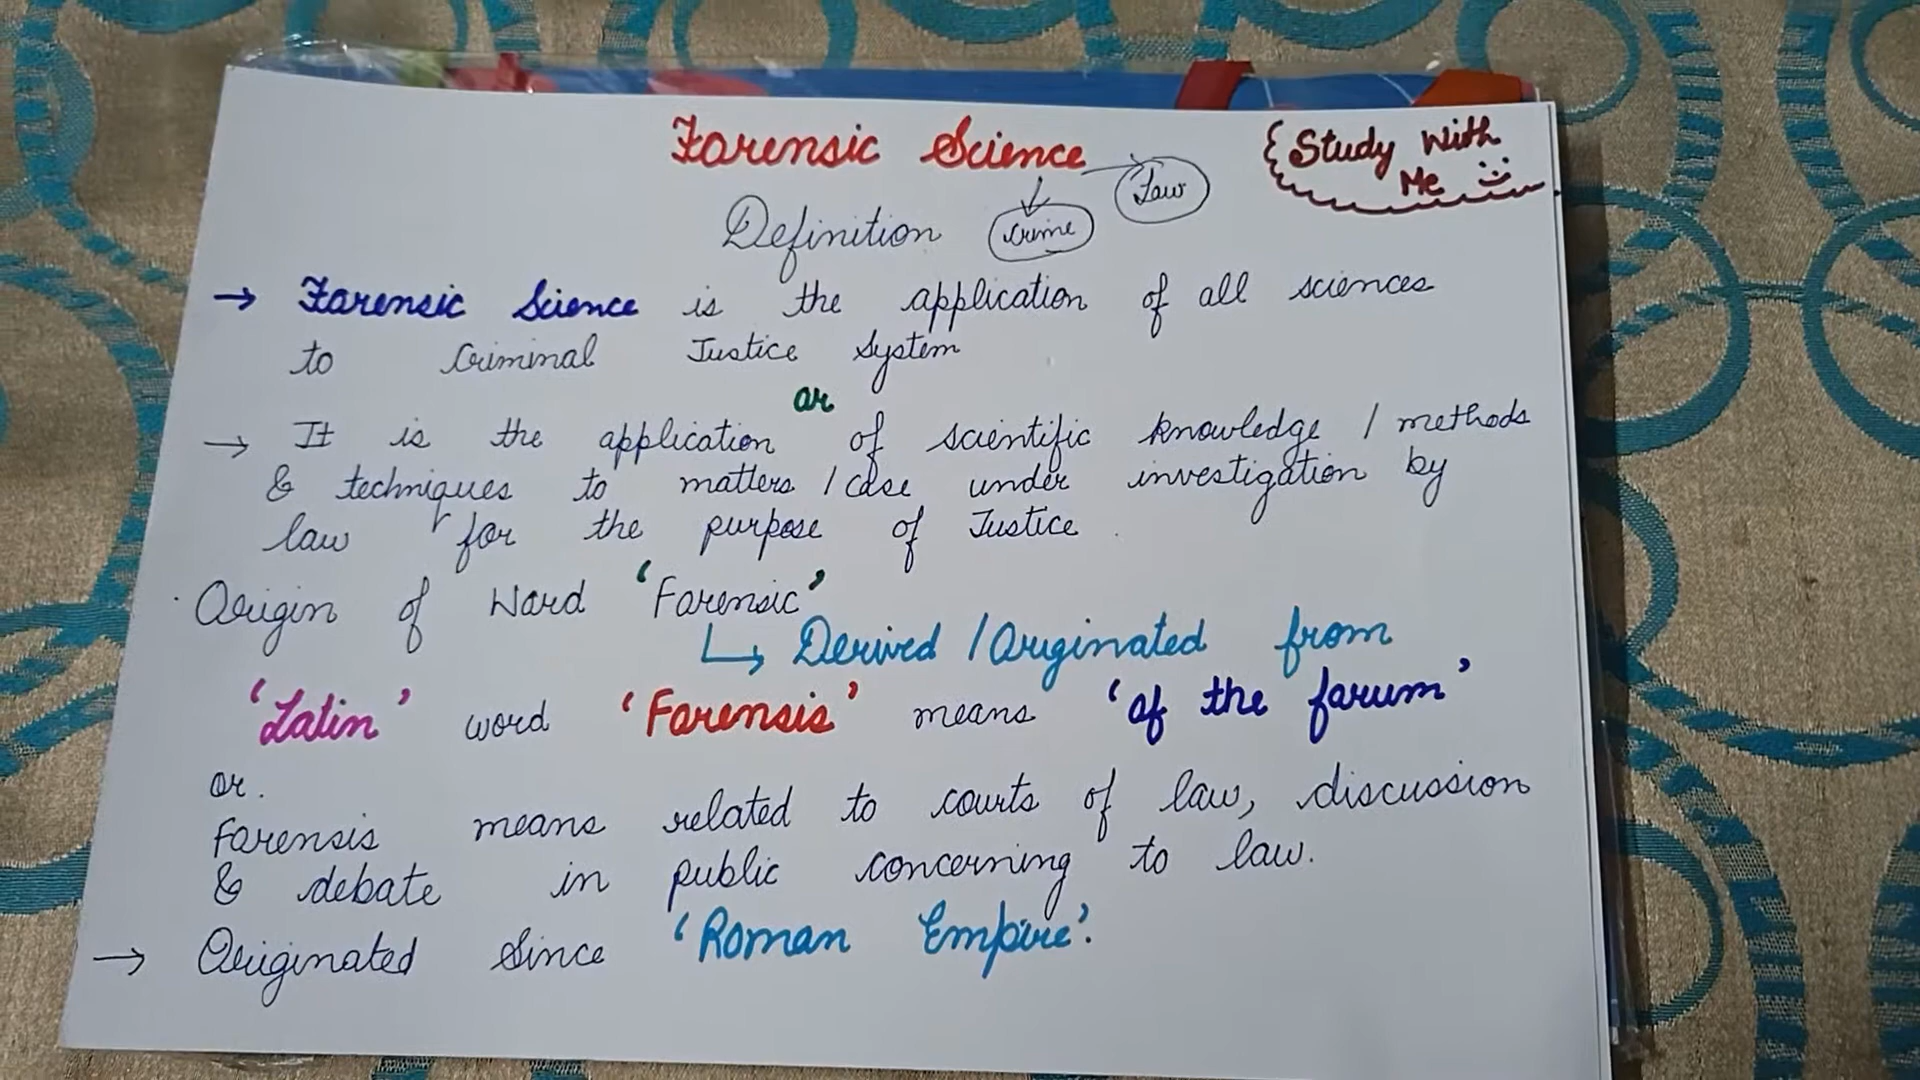 Forensic Science
Study With
Me
Law
Definition
Crime
→ Forensic Science is the application of all sciences
to Criminal Justice System
or
→ It is the application of scientific knowledge / methods
& techniques to matters / case under investigation by
law for the purpose of Justice
Origin of Word 'Forensic'
↳ Derived / Originated from
'Latin' word 'Forensis' means 'of the forum'
or.
Forensis means related to courts of law, discussion
& debate in public concerning to law.
→ Originated Since 'Roman Empire'.